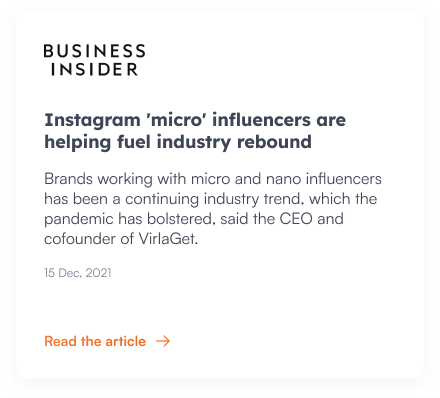 BUSINESS
INSIDER
Instagram 'micro' influencers are
helping fuel industry rebound
Brands working with micro and nano influencers
has been a continuing industry trend, which the
pandemic has bolstered, said the CEO and
cofounder of VirlaGet.
15 Dec, 2021
Read the article →